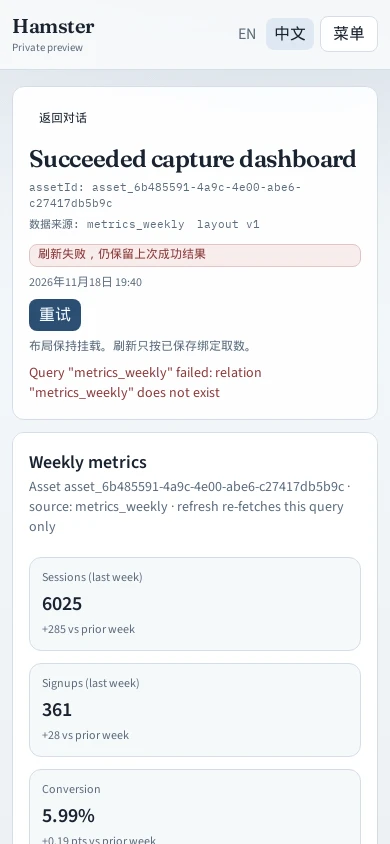 Hamster
Private preview
EN
中文
菜单
返回对话
Succeeded capture dashboard
assetId: asset_6b485591-4a9c-4e00-abe6-
c27417db5b9c
数据来源: metrics_weekly layout v1
刷新失败，仍保留上次成功结果
2026年11月18日 19:40
重试
布局保持挂载。刷新只按已保存绑定取数。
Query "metrics_weekly" failed: relation
"metrics_weekly" does not exist
Weekly metrics
Asset asset_6b485591-4a9c-4e00-abe6-c27417db5b9c ·
source: metrics_weekly · refresh re-fetches this query
only
Sessions (last week)
6025
+285 vs prior week
Signups (last week)
361
+28 vs prior week
Conversion
5.99%
+0.19 pts vs prior week